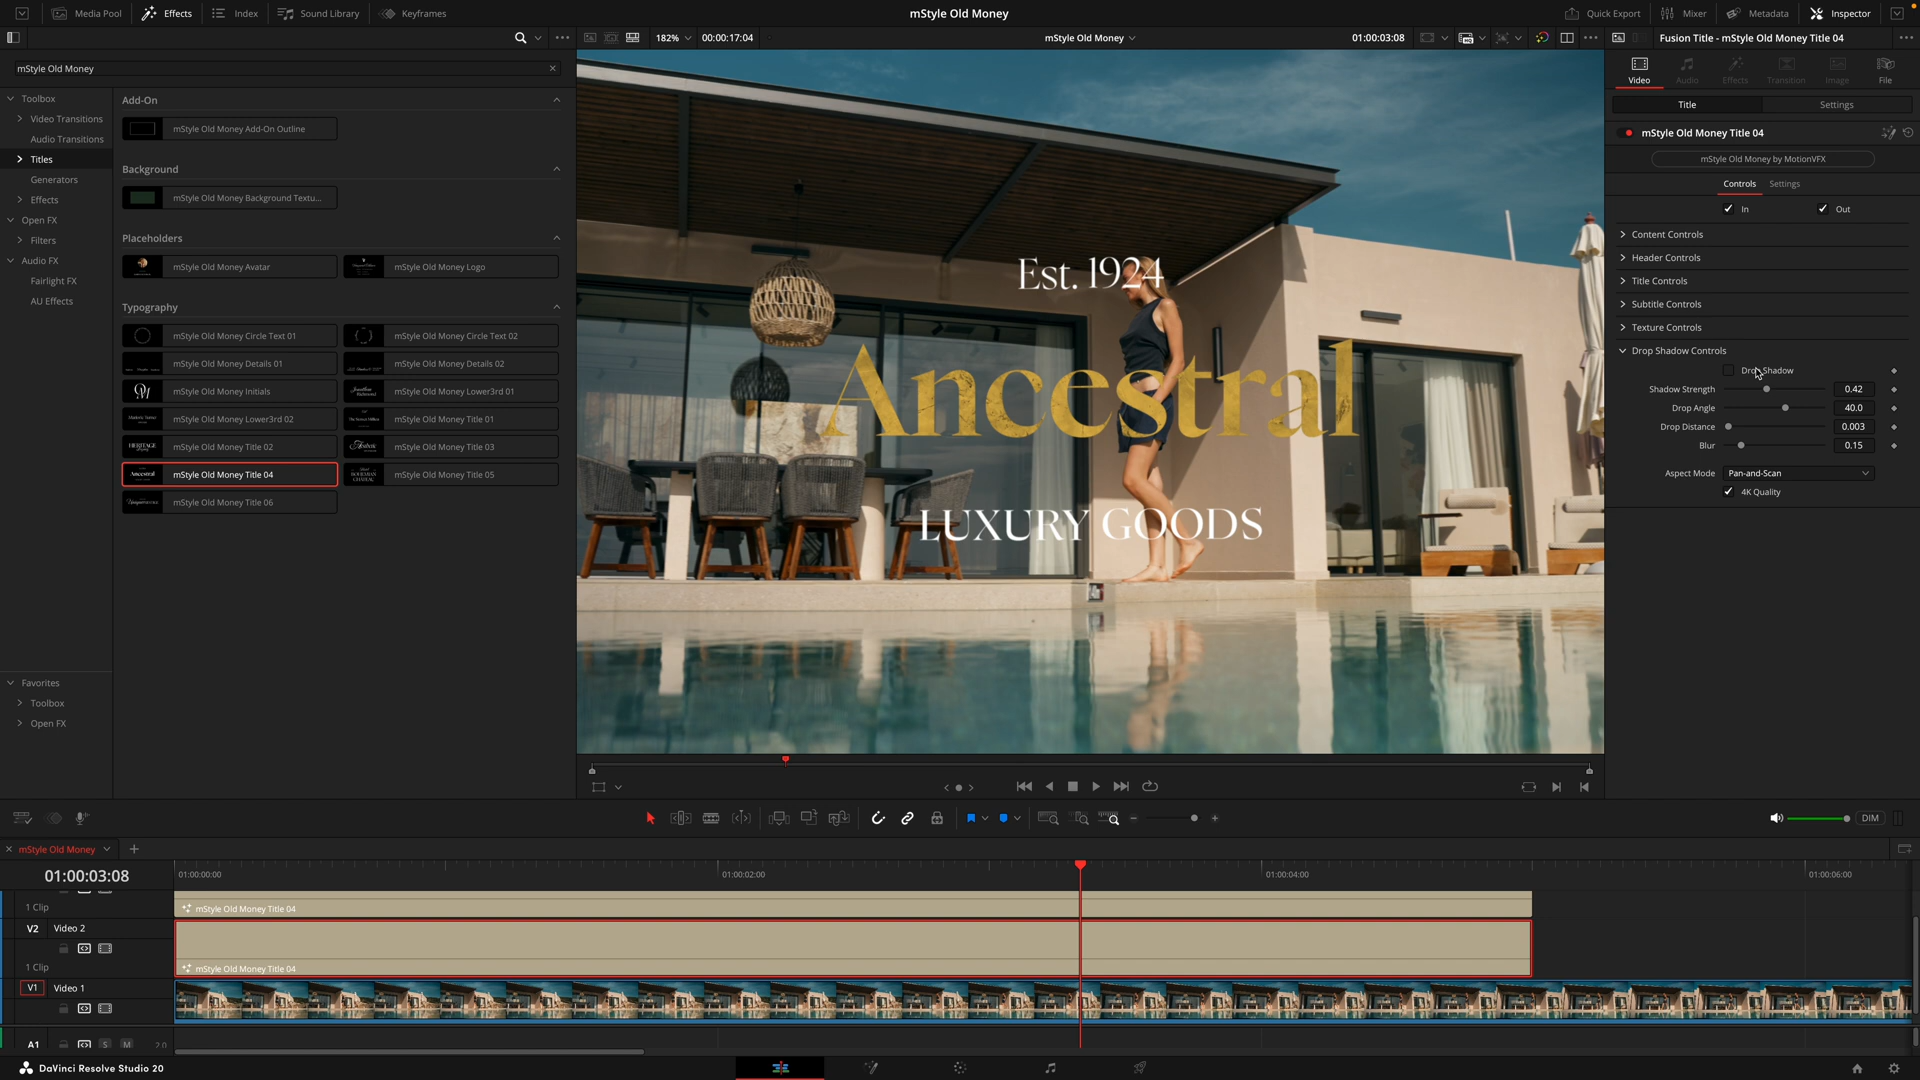 Media Pool
Effects
Index
Sound Library
Keyframes
mStyle Old Money
Quick Export
Mixer
Metadata
Inspector
182%
00:00:17:04
mStyle Old Money
01:00:03:08
Fusion Title - mStyle Old Money Title 04
mStyle Old Money
Toolbox
Video Transitions
Audio Transitions
Titles
Generators
Effects
Open FX
Filters
Audio FX
Fairlight FX
AU Effects
Favorites
Toolbox
Open FX
Add-On
mStyle Old Money Add-On Outline
Background
mStyle Old Money Background Textu...
Placeholders
mStyle Old Money Avatar
mStyle Old Money Logo
Typography
mStyle Old Money Circle Text 01
mStyle Old Money Circle Text 02
mStyle Old Money Details 01
mStyle Old Money Details 02
mStyle Old Money Initials
mStyle Old Money Lower3rd 01
mStyle Old Money Lower3rd 02
mStyle Old Money Title 01
mStyle Old Money Title 02
mStyle Old Money Title 03
mStyle Old Money Title 04
mStyle Old Money Title 05
mStyle Old Money Title 06
Est. 1924
Ancestral
LUXURY GOODS
Video
Audio
Effects
Transition
Image
File
Title
Settings
mStyle Old Money Title 04
mStyle Old Money by MotionVFX
Controls
Settings
In
Out
Content Controls
Header Controls
Title Controls
Subtitle Controls
Texture Controls
Drop Shadow Controls
Drop Shadow
Shadow Strength
0.42
Drop Angle
40.0
Drop Distance
0.003
Blur
0.15
Aspect Mode
Pan-and-Scan
4K Quality
DIM
mStyle Old Money
01:00:03:08
01:00:00:00
01:00:02:00
01:00:04:00
01:00:06:00
1 Clip
mStyle Old Money Title 04
V2
Video 2
1 Clip
mStyle Old Money Title 04
V1
Video 1
A1
S
M
2.0
DaVinci Resolve Studio 20